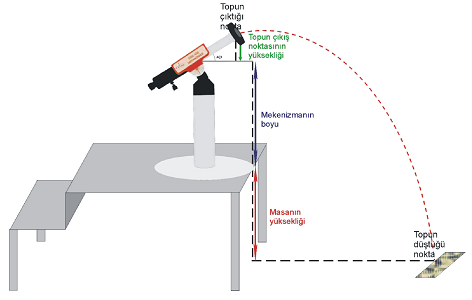 Topun
çıktığı
nokta
Topun çıkış
noktasının
yüksekliği
Mekenizmanın
boyu
Masanın
yüksekliği
Topun
düştüğü
nokta